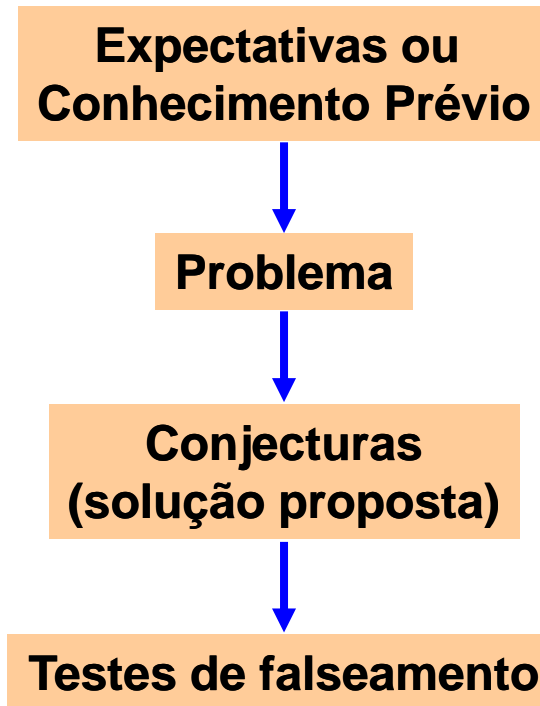 Expectativas ou
Conhecimento Prévio
Problema
Conjecturas
(solução proposta)
Testes de falseamento